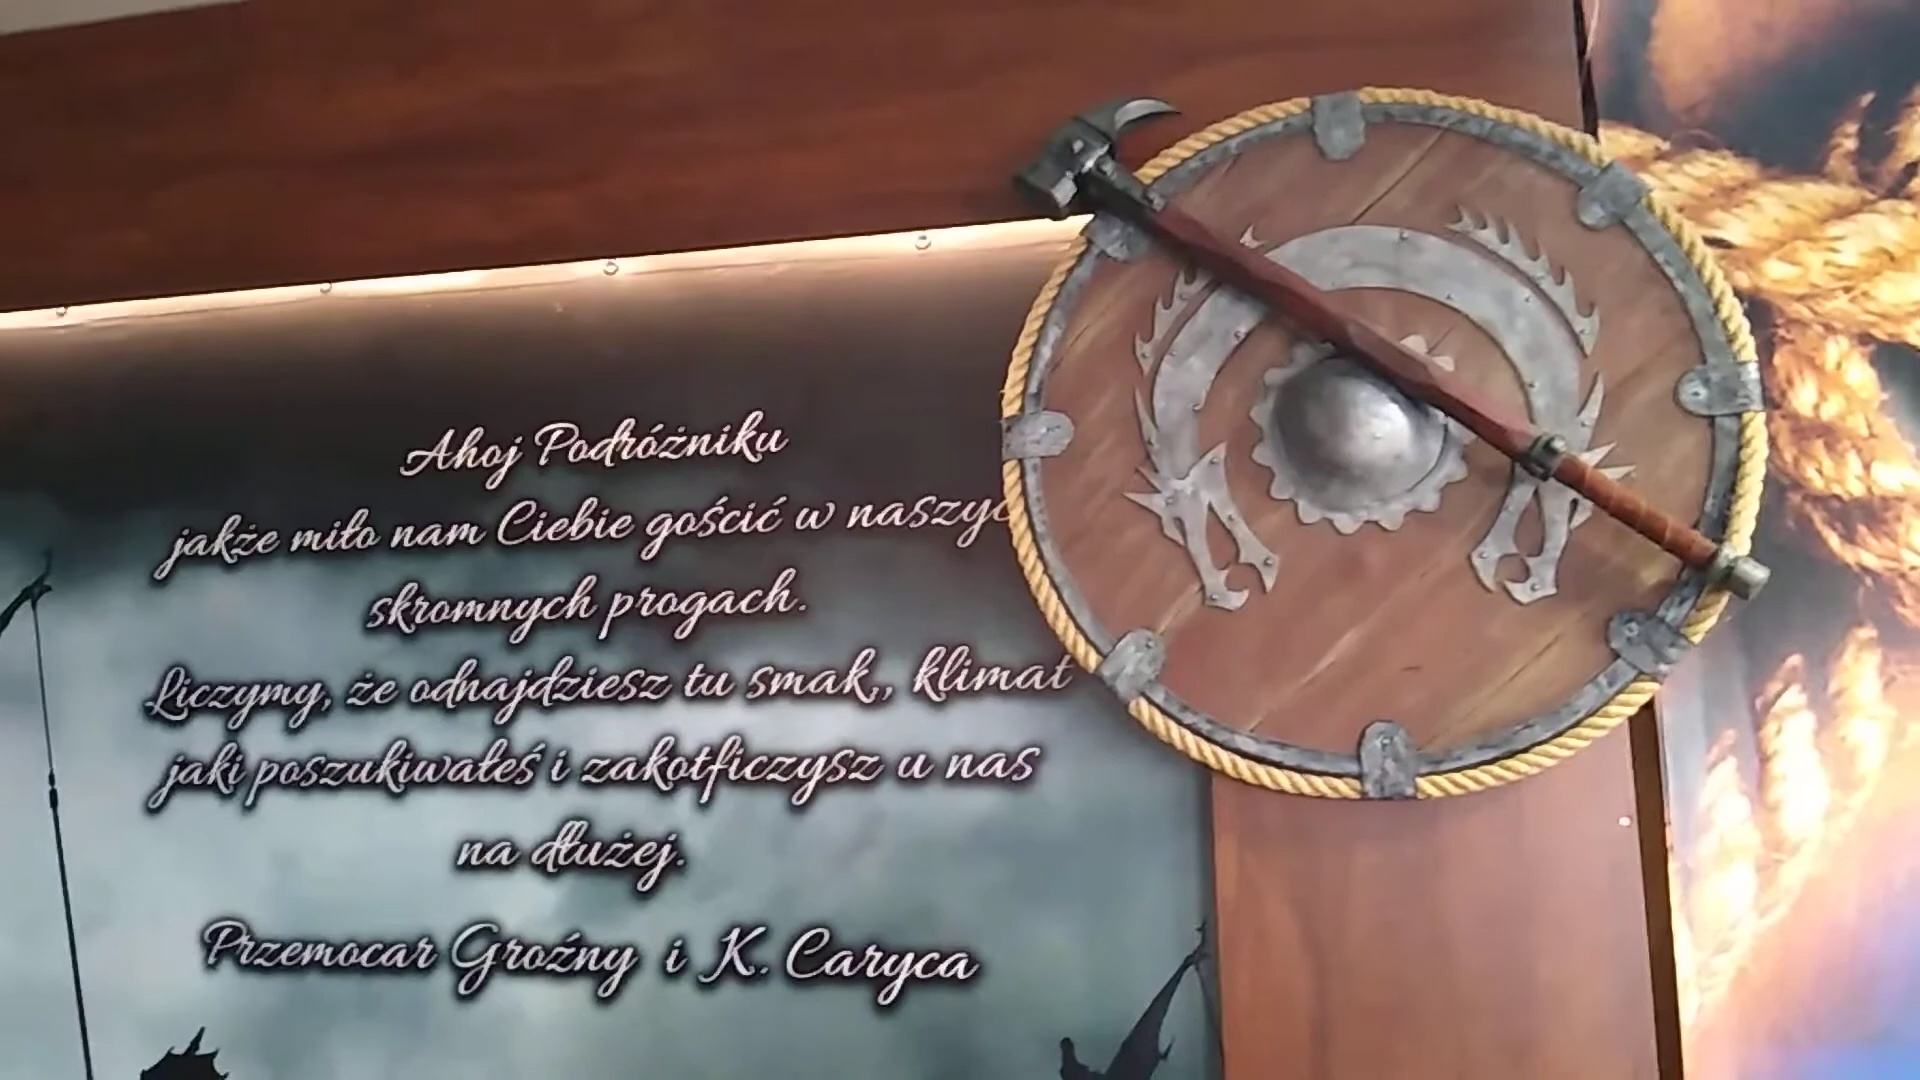 Ahoj Podróżniku
jakże miło nam Ciebie gościć w naszyc
skromnych progach.
Liczymy, że odnajdziesz tu smak,, klimat
jaki poszukiwałeś i zakotficzysz u nas
na dłużej.
Przemocar Groźny i K. Caryca